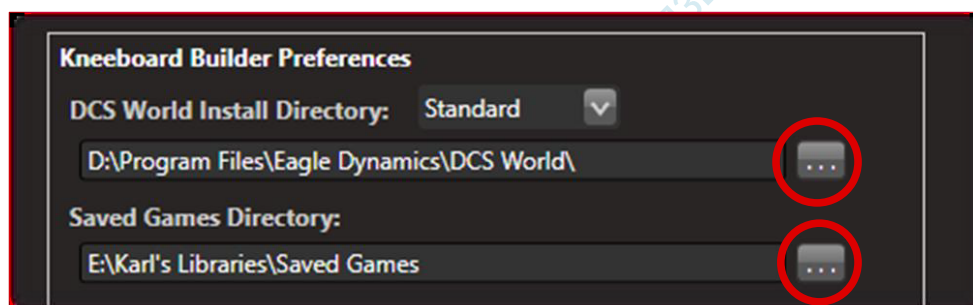 Kneeboard Builder Preferences
DCS World Install Directory: Standard
D:\Program Files\Eagle Dynamics\DCS World\
...
Saved Games Directory:
E:\Karl's Libraries\Saved Games
...